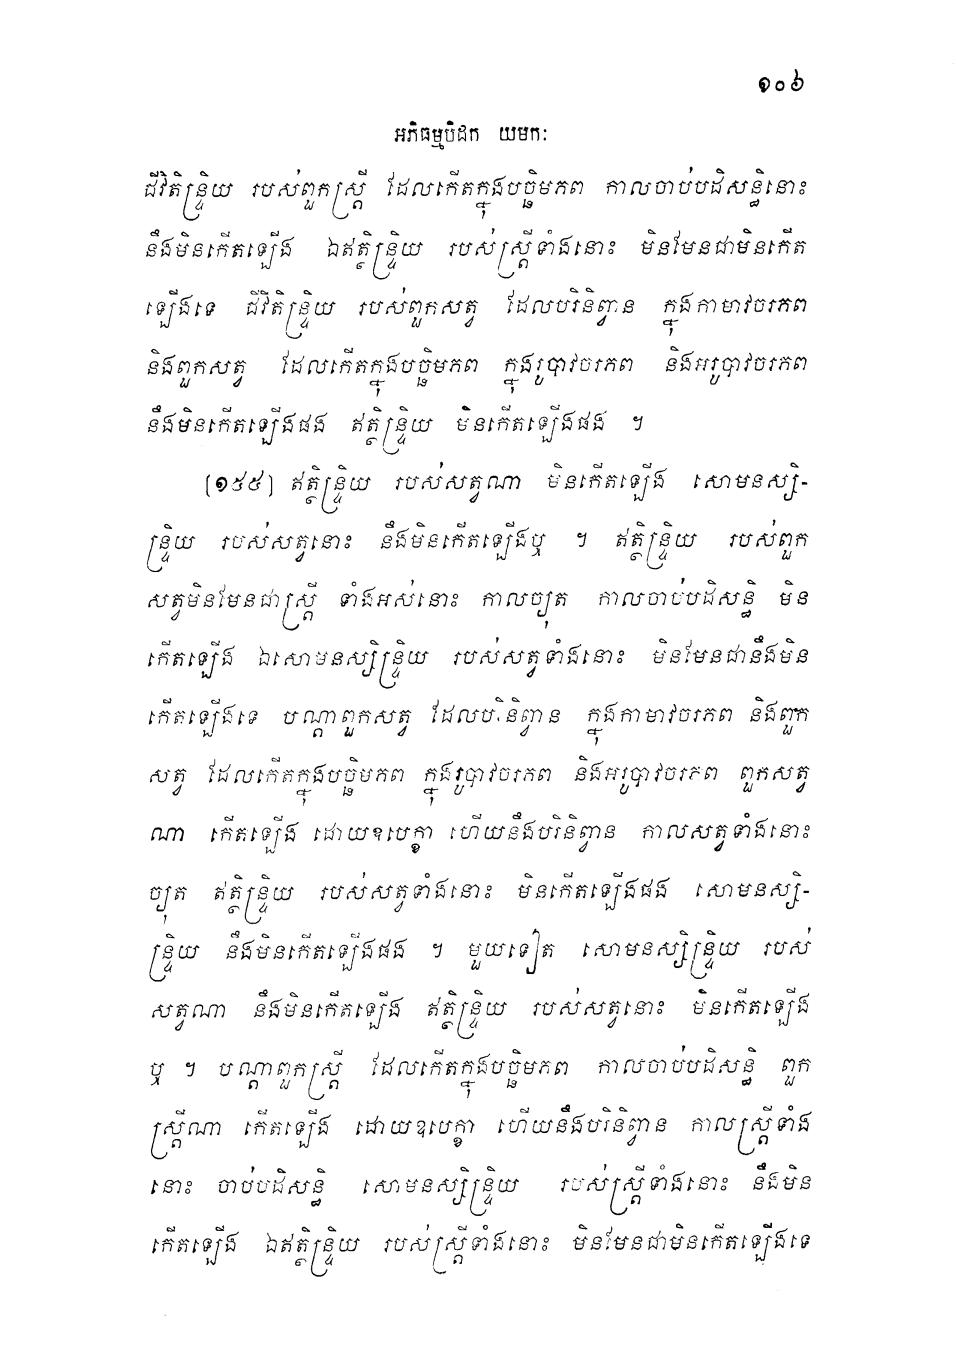 ១០៦
អភិធម្មបិដក យមកៈ
ជីវិតិន្ទ្រិយ របស់ពួកស្ត្រី ដែលកើតក្នុងបច្ឆិមភព កាលចាប់បដិសន្ធិនោះ
នឹងមិនកើតឡើង ឯឥត្ថិន្ទ្រិយ របស់ស្ត្រីទាំងនោះ មិនមែនជាមិនកើត
ឡើងទេ ជីវិតិន្ទ្រិយ របស់ពួកសត្វ ដែលបរិនិព្វាន ក្នុងកាមាវចរភព
និងពួកសត្វ ដែលកើតក្នុងបច្ឆិមភព ក្នុងរូបាវចរភព និងអរូបាវចរភព
នឹងមិនកើតឡើងផង ឥត្ថិន្ទ្រិយ មិនកើតឡើងផង ។
[១៥៥] ឥត្ថិន្ទ្រិយ របស់សត្វណា មិនកើតឡើង សោមនស្សិ-
ន្ទ្រិយ របស់សត្វនោះ នឹងមិនកើតឡើងឬ ។ ឥត្ថិន្ទ្រិយ របស់ពួក
សត្វមិនមែនជាស្ត្រី ទាំងអស់នោះ កាលច្យុត កាលចាប់បដិសន្ធិ មិន
កើតឡើង ឯសោមនស្សិន្ទ្រិយ របស់សត្វទាំងនោះ មិនមែនជានឹងមិន
កើតឡើងទេ បណ្តាពួកសត្វ ដែលបរិនិព្វាន ក្នុងកាមាវចរភព និងពួក
សត្វ ដែលកើតក្នុងបច្ឆិមភព ក្នុងរូបាវចរភព និងអរូបាវចរភព ពួកសត្វ
ណា កើតឡើង ដោយឧបេក្ខា ហើយនឹងបរិនិព្វាន កាលសត្វទាំងនោះ
ច្យុត ឥត្ថិន្ទ្រិយ របស់សត្វទាំងនោះ មិនកើតឡើងផង សោមនស្សិ-
ន្ទ្រិយ នឹងមិនកើតឡើងផង ។ មួយទៀត សោមនស្សិន្ទ្រិយ របស់
សត្វណា នឹងមិនកើតឡើង ឥត្ថិន្ទ្រិយ របស់សត្វនោះ មិនកើតឡើង
ឬ ។ បណ្តាពួកស្ត្រី ដែលកើតក្នុងបច្ឆិមភព កាលចាប់បដិសន្ធិ ពួក
ស្ត្រីណា កើតឡើង ដោយឧបេក្ខា ហើយនឹងបរិនិព្វាន កាលស្ត្រីទាំង
នោះ ចាប់បដិសន្ធិ សោមនស្សិន្ទ្រិយ របស់ស្ត្រីទាំងនោះ នឹងមិន
កើតឡើង ឯឥត្ថិន្ទ្រិយ របស់ស្ត្រីទាំងនោះ មិនមែនជាមិនកើតឡើងទេ